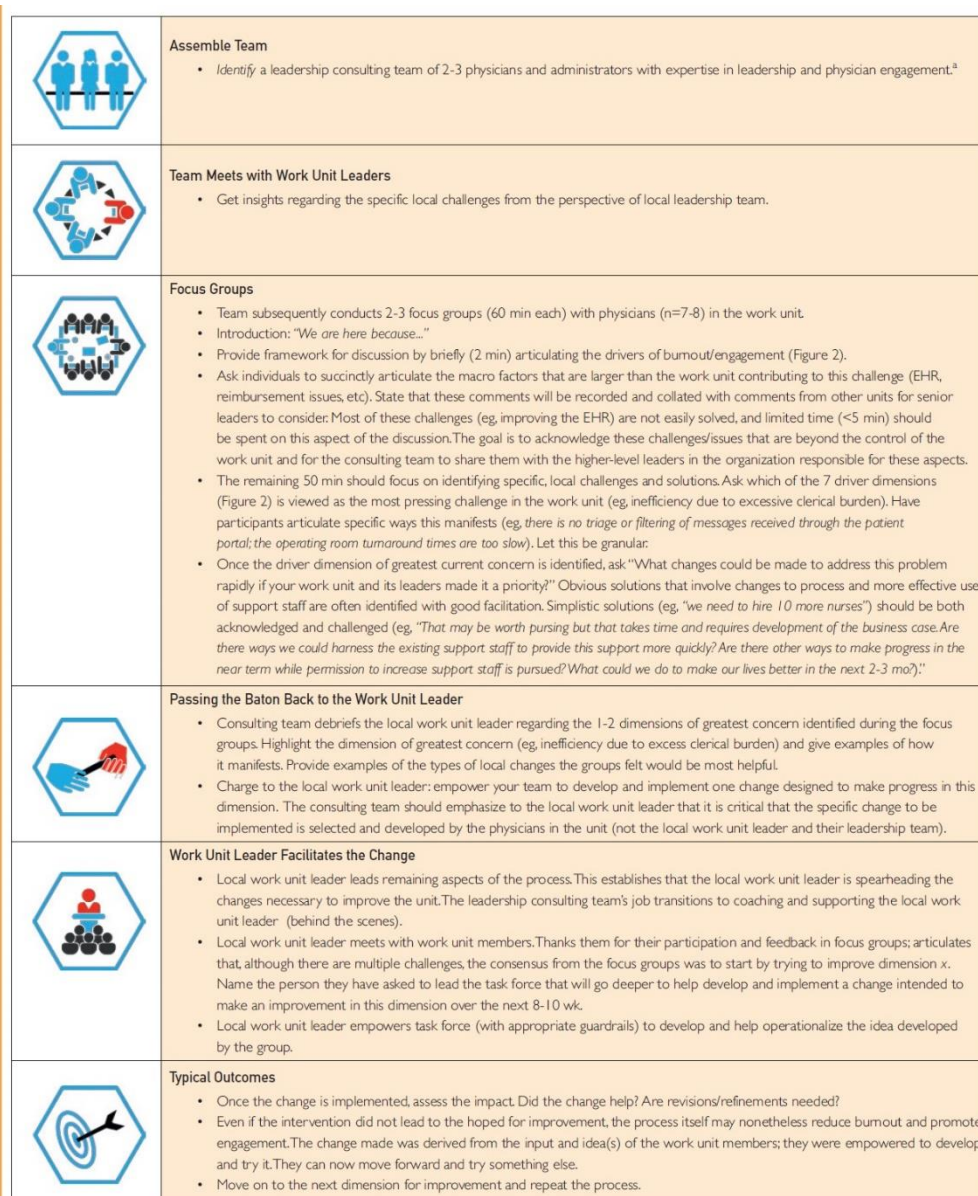 Assemble Team
• Identify a leadership consulting team of 2-3 physicians and administrators with expertise in leadership and physician engagement.ª
Team Meets with Work Unit Leaders
• Get insights regarding the specific local challenges from the perspective of local leadership team.
Focus Groups
• Team subsequently conducts 2-3 focus groups (60 min each) with physicians (n=7-8) in the work unit.
• Introduction: “We are here because...”
• Provide framework for discussion by briefly (2 min) articulating the drivers of burnout/engagement (Figure 2).
• Ask individuals to succinctly articulate the macro factors that are larger than the work unit contributing to this challenge (EHR,
reimbursement issues, etc). State that these comments will be recorded and collated with comments from other units for senior
leaders to consider. Most of these challenges (eg, improving the EHR) are not easily solved, and limited time (<5 min) should
be spent on this aspect of the discussion. The goal is to acknowledge these challenges/issues that are beyond the control of the
work unit and for the consulting team to share them with the higher-level leaders in the organization responsible for these aspects.
• The remaining 50 min should focus on identifying specific, local challenges and solutions. Ask which of the 7 driver dimensions
(Figure 2) is viewed as the most pressing challenge in the work unit (eg, inefficiency due to excessive clerical burden). Have
participants articulate specific ways this manifests (eg, there is no triage or filtering of messages received through the patient
portal; the operating room turnaround times are too slow). Let this be granular.
• Once the driver dimension of greatest current concern is identified, ask “What changes could be made to address this problem
rapidly if your work unit and its leaders made it a priority?” Obvious solutions that involve changes to process and more effective use
of support staff are often identified with good facilitation. Simplistic solutions (eg, “we need to hire 10 more nurses”) should be both
acknowledged and challenged (eg, “That may be worth pursing but that takes time and requires development of the business case. Are
there ways we could harness the existing support staff to provide this support more quickly? Are there other ways to make progress in the
near term while permission to increase support staff is pursued? What could we do to make our lives better in the next 2-3 mo?).”
Passing the Baton Back to the Work Unit Leader
• Consulting team debriefs the local work unit leader regarding the 1-2 dimensions of greatest concern identified during the focus
groups. Highlight the dimension of greatest concern (eg, inefficiency due to excess clerical burden) and give examples of how
it manifests. Provide examples of the types of local changes the groups felt would be most helpful.
• Charge to the local work unit leader: empower your team to develop and implement one change designed to make progress in this
dimension. The consulting team should emphasize to the local work unit leader that it is critical that the specific change to be
implemented is selected and developed by the physicians in the unit (not the local work unit leader and their leadership team).
Work Unit Leader Facilitates the Change
• Local work unit leader leads remaining aspects of the process. This establishes that the local work unit leader is spearheading the
changes necessary to improve the unit. The leadership consulting team’s job transitions to coaching and supporting the local work
unit leader (behind the scenes).
• Local work unit leader meets with work unit members. Thanks them for their participation and feedback in focus groups; articulates
that, although there are multiple challenges, the consensus from the focus groups was to start by trying to improve dimension x.
Name the person they have asked to lead the task force that will go deeper to help develop and implement a change intended to
make an improvement in this dimension over the next 8-10 wk.
• Local work unit leader empowers task force (with appropriate guardrails) to develop and help operationalize the idea developed
by the group.
Typical Outcomes
• Once the change is implemented, assess the impact. Did the change help? Are revisions/refinements needed?
• Even if the intervention did not lead to the hoped for improvement, the process itself may nonetheless reduce burnout and promote
engagement. The change made was derived from the input and idea(s) of the work unit members; they were empowered to develop
and try it. They can now move forward and try something else.
• Move on to the next dimension for improvement and repeat the process.